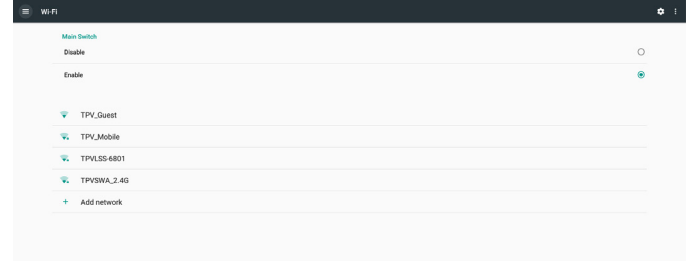 Wi-Fi
Main Switch
Disable
Enable
TPV_Guest
TPV_Mobile
TPVLSS-6801
TPVSWA_2.4G
Add network